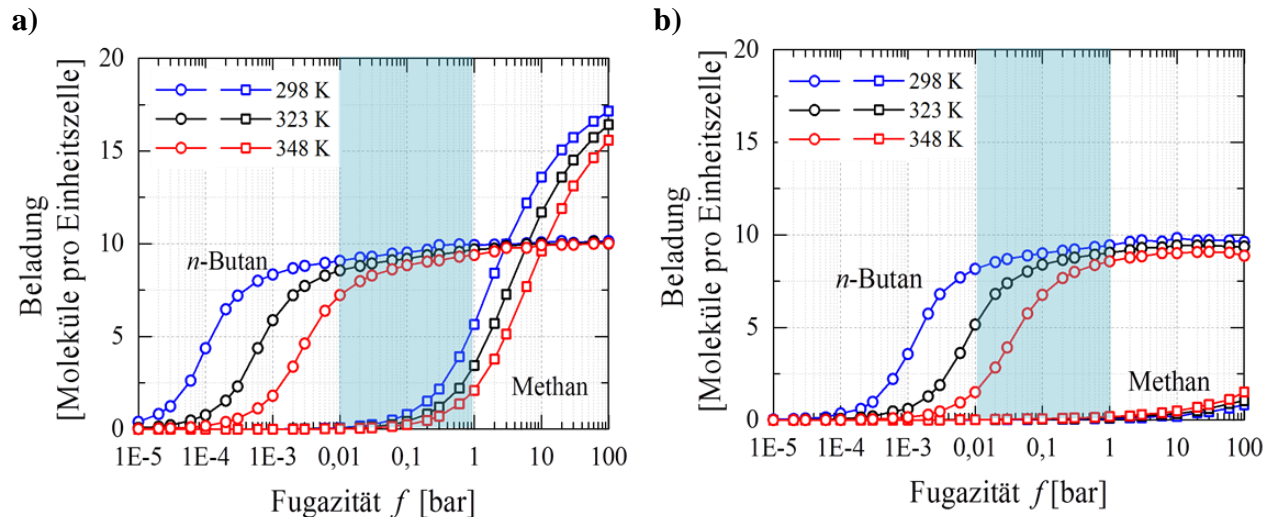 a)
20
15
10
5
0
Beladung
[Moleküle pro Einheitszelle]
298 K
323 K
348 K
n-Butan
Methan
1E-5 1E-4 1E-3 0,01 0,1 1 10 100
Fugazität f [bar]
b)
20
15
10
5
0
Beladung
[Moleküle pro Einheitszelle]
298 K
323 K
348 K
n-Butan
Methan
1E-5 1E-4 1E-3 0,01 0,1 1 10 100
Fugazität f [bar]